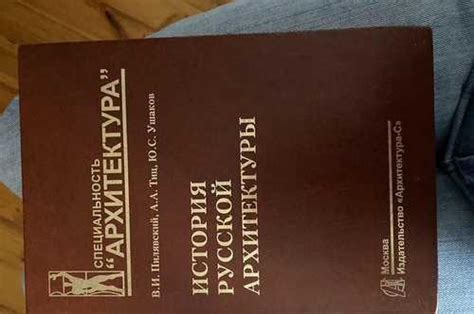 СПЕЦИАЛЬНОСТЬ
“АРХИТЕКТУРА”
В.И. Пилявский, А.А. Тиц, Ю.С. Ушаков
ИСТОРИЯ
РУССКОЙ
АРХИТЕКТУРЫ
Москва
Издательство «Архитектура-С»